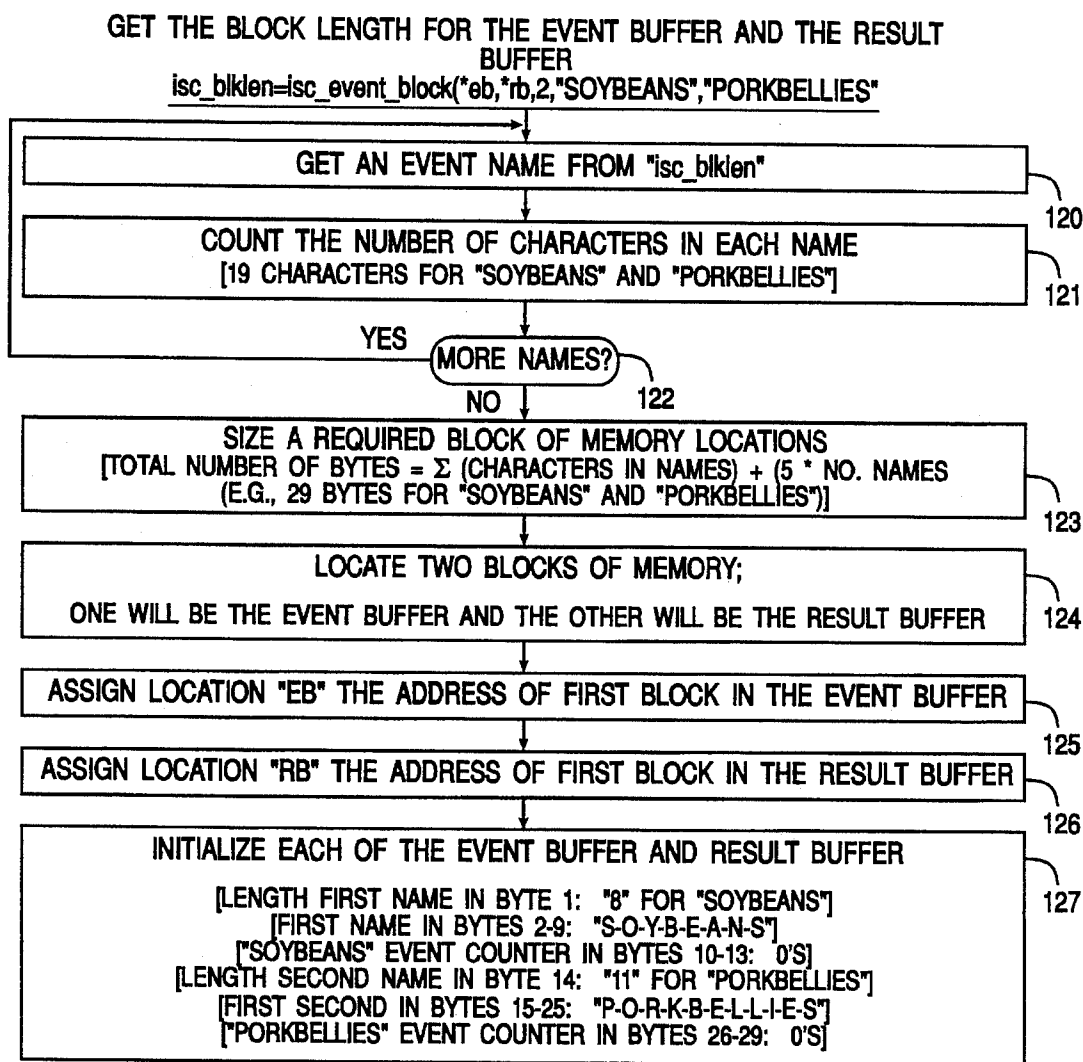 GET THE BLOCK LENGTH FOR THE EVENT BUFFER AND THE RESULT
BUFFER
isc_blklen=isc_event_block(*eb,*rb,2,"SOYBEANS","PORKBELLIES"
GET AN EVENT NAME FROM "isc_blklen"
120
COUNT THE NUMBER OF CHARACTERS IN EACH NAME
[19 CHARACTERS FOR "SOYBEANS" AND "PORKBELLIES"]
121
YES
MORE NAMES?
122
NO
SIZE A REQUIRED BLOCK OF MEMORY LOCATIONS
[TOTAL NUMBER OF BYTES = Σ (CHARACTERS IN NAMES) + (5 * NO. NAMES
(E.G., 29 BYTES FOR "SOYBEANS" AND "PORKBELLIES")]
123
LOCATE TWO BLOCKS OF MEMORY;
ONE WILL BE THE EVENT BUFFER AND THE OTHER WILL BE THE RESULT BUFFER
124
ASSIGN LOCATION "EB" THE ADDRESS OF FIRST BLOCK IN THE EVENT BUFFER
125
ASSIGN LOCATION "RB" THE ADDRESS OF FIRST BLOCK IN THE RESULT BUFFER
126
INITIALIZE EACH OF THE EVENT BUFFER AND RESULT BUFFER
127
[LENGTH FIRST NAME IN BYTE 1: "8" FOR "SOYBEANS"]
[FIRST NAME IN BYTES 2-9: "S-O-Y-B-E-A-N-S"]
["SOYBEANS" EVENT COUNTER IN BYTES 10-13: 0'S]
[LENGTH SECOND NAME IN BYTE 14: "11" FOR "PORKBELLIES"]
[FIRST SECOND IN BYTES 15-25: "P-O-R-K-B-E-L-L-I-E-S"]
["PORKBELLIES" EVENT COUNTER IN BYTES 26-29: 0'S]